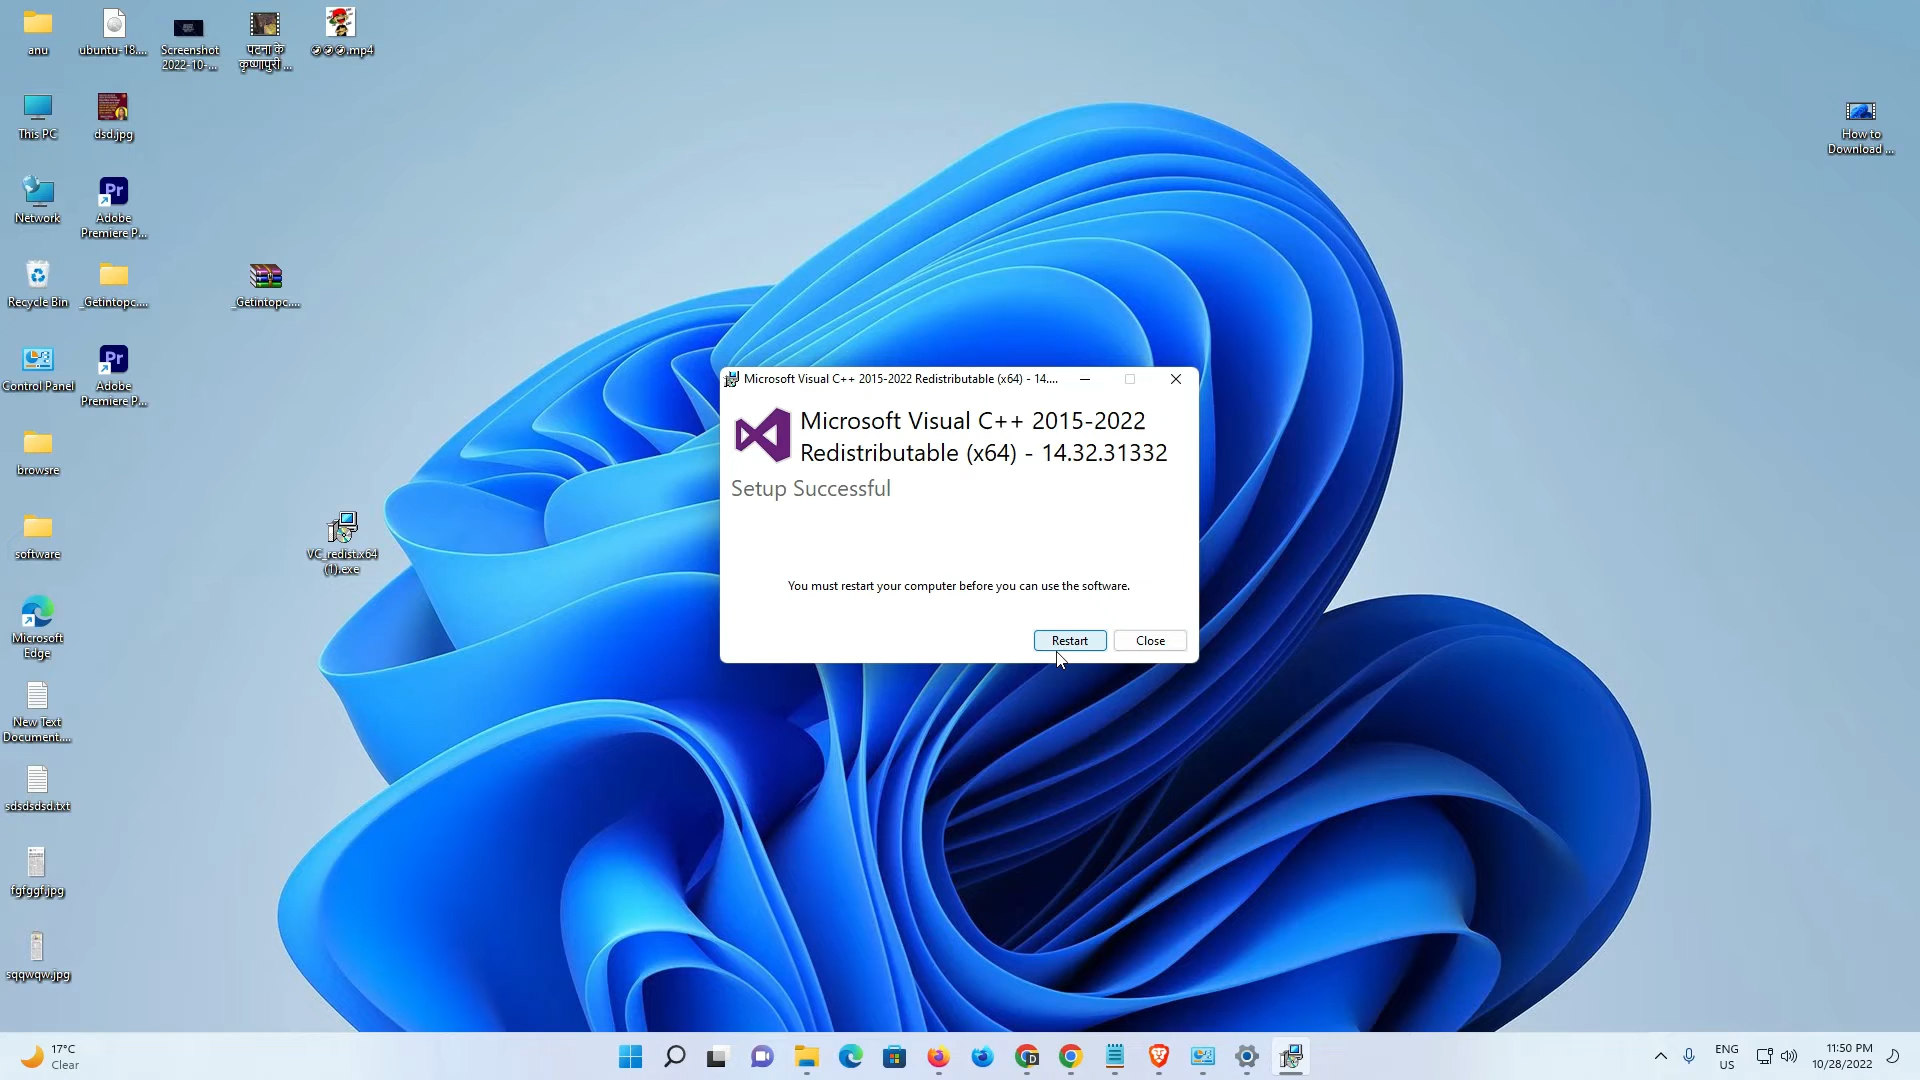 anu
ubuntu-18....
Screenshot
2022-10-...
पटना के
कृष्णापुरी ...
🤣🤣🤣.mp4
This PC
dsd.jpg
How to
Download ...
Network
Adobe
Premiere P...
Recycle Bin
_Getintopc....
_Getintopc....
Control Panel
Adobe
Premiere P...
browsre
software
VC_redist.x64
(1).exe
Microsoft
Edge
New Text
Document....
sdsdsdsd.txt
fgfggf.jpg
sqqwqw.jpg
Microsoft Visual C++ 2015-2022 Redistributable (x64) - 14....
Microsoft Visual C++ 2015-2022
Redistributable (x64) - 14.32.31332
Setup Successful
You must restart your computer before you can use the software.
Restart
Close
17°C
Clear
ENG
US
11:50 PM
10/28/2022